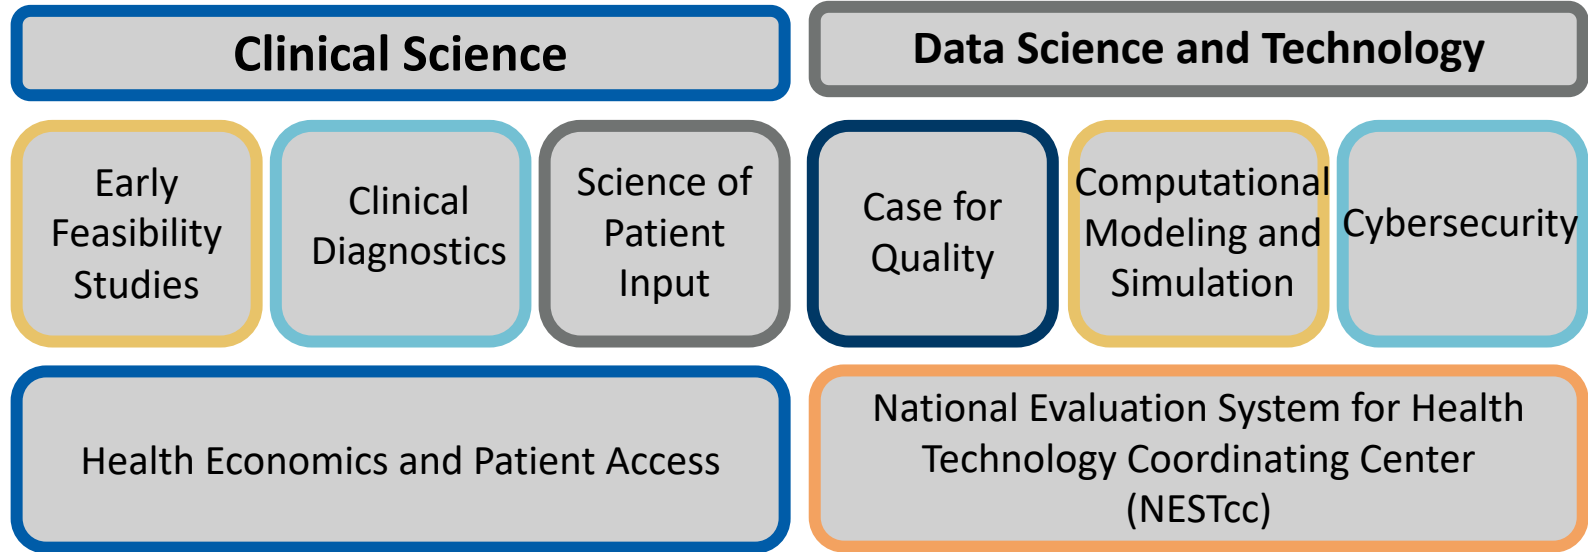 Clinical Science
Data Science and Technology
Early
Feasibility
Studies
Clinical
Diagnostics
Science of
Patient
Input
Case for
Quality
Computational
Modeling and
Simulation
Cybersecurity
Health Economics and Patient Access
National Evaluation System for Health
Technology Coordinating Center
(NESTcc)